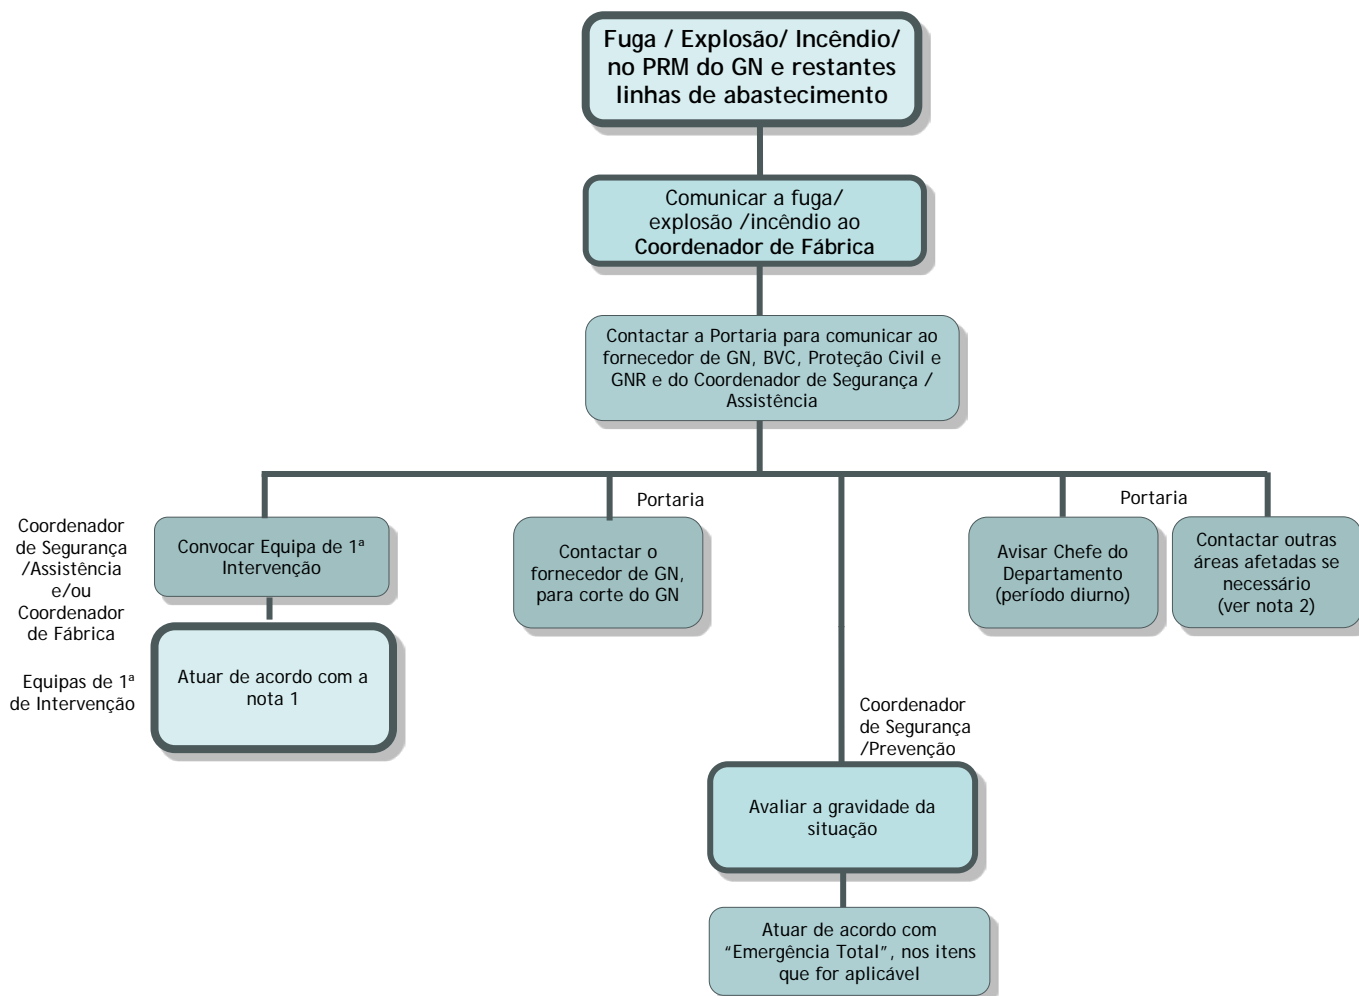 Fuga / Explosão/ Incêndio/
no PRM do GN e restantes
linhas de abastecimento
Comunicar a fuga/
explosão /incêndio ao
Coordenador de Fábrica
Contactar a Portaria para comunicar ao
fornecedor de GN, BVC, Proteção Civil e
GNR e do Coordenador de Segurança /
Assistência
Coordenador
de Segurança
/Assistência
e/ou
Coordenador
de Fábrica
Convocar Equipa de 1ª
Intervenção
Portaria
Contactar o
fornecedor de GN,
para corte do GN
Portaria
Avisar Chefe do
Departamento
(período diurno)
Contactar outras
áreas afetadas se
necessário
(ver nota 2)
Equipas de 1ª
de Intervenção
Atuar de acordo com a
nota 1
Coordenador
de Segurança
/Prevenção
Avaliar a gravidade da
situação
Atuar de acordo com
“Emergência Total”, nos itens
que for aplicável